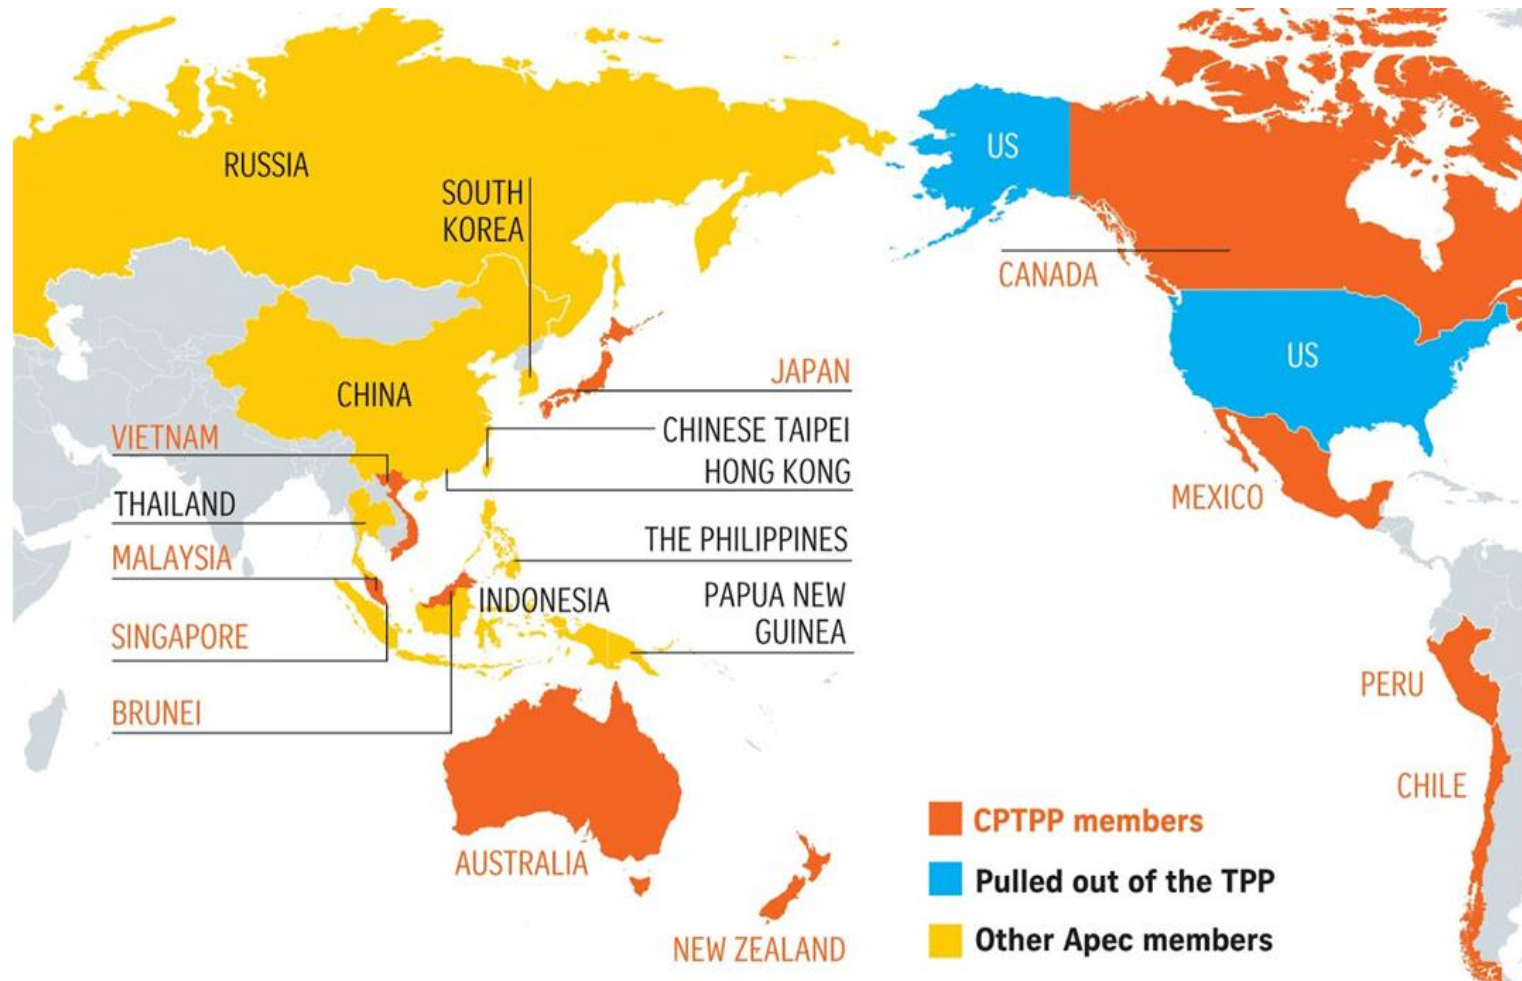 RUSSIA
SOUTH
KOREA
US
CANADA
CHINA
JAPAN
US
VIETNAM
CHINESE TAIPEI
HONG KONG
THAILAND
MEXICO
MALAYSIA
THE PHILIPPINES
INDONESIA
PAPUA NEW
GUINEA
SINGAPORE
BRUNEI
PERU
CHILE
AUSTRALIA
NEW ZEALAND
CPTPP members
Pulled out of the TPP
Other Apec members